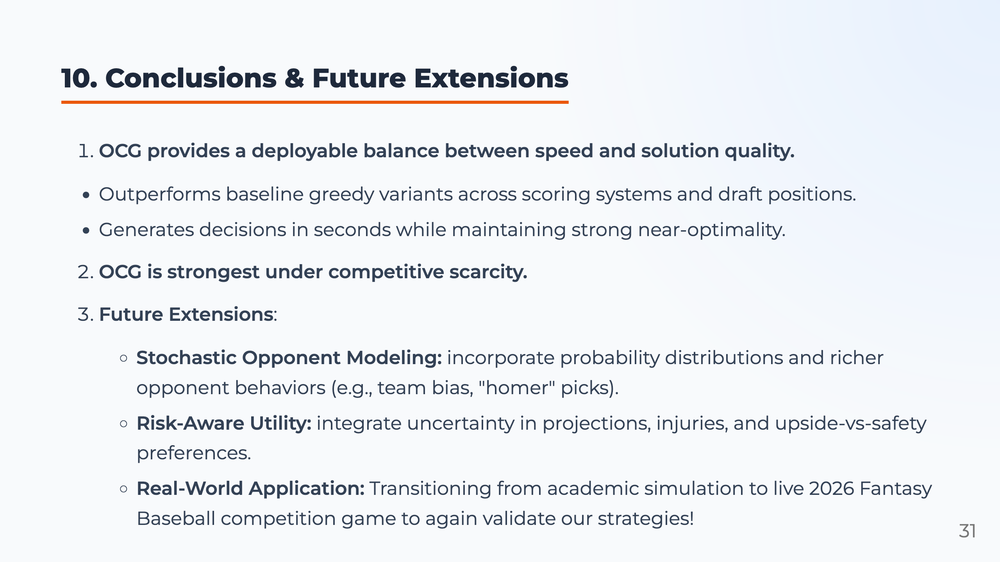 10. Conclusions & Future Extensions
1. OCG provides a deployable balance between speed and solution quality.
• Outperforms baseline greedy variants across scoring systems and draft positions.
• Generates decisions in seconds while maintaining strong near-optimality.
2. OCG is strongest under competitive scarcity.
3. Future Extensions:
○ Stochastic Opponent Modeling: incorporate probability distributions and richer
opponent behaviors (e.g., team bias, "homer" picks).
○ Risk-Aware Utility: integrate uncertainty in projections, injuries, and upside-vs-safety
preferences.
○ Real-World Application: Transitioning from academic simulation to live 2026 Fantasy
Baseball competition game to again validate our strategies!
31